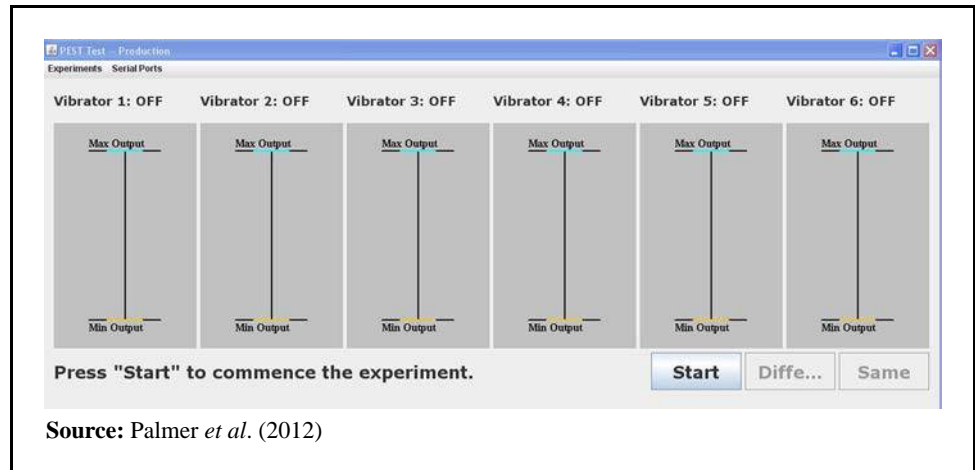 PEST Test -- Production
Experiments Serial Ports
Vibrator 1: OFF Vibrator 2: OFF Vibrator 3: OFF Vibrator 4: OFF Vibrator 5: OFF Vibrator 6: OFF
Max Output Max Output Max Output Max Output Max Output Max Output
Min Output Min Output Min Output Min Output Min Output Min Output
Press "Start" to commence the experiment. Start Diffe... Same
Source: Palmer et al. (2012)